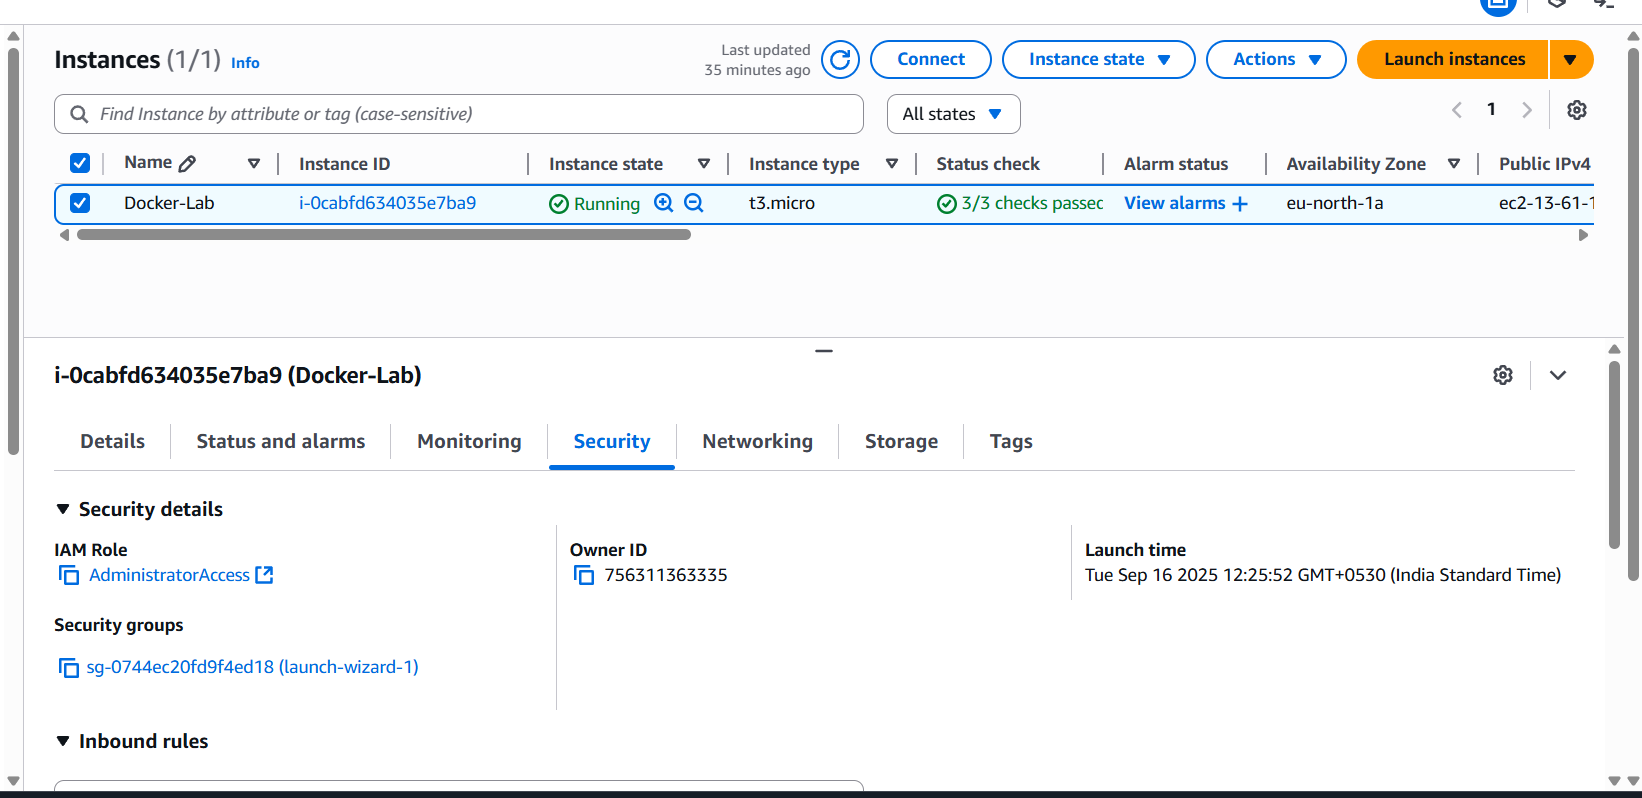 Instances (1/1) Info
Last updated
35 minutes ago
Connect
Instance state
Actions
Launch instances
Find Instance by attribute or tag (case-sensitive)
All states
1
Name Instance ID Instance state Instance type Status check Alarm status Availability Zone Public IPv4
Docker-Lab i-0cabfd634035e7ba9 Running t3.micro 3/3 checks passec View alarms + eu-north-1a ec2-13-61-1
i-0cabfd634035e7ba9 (Docker-Lab)
Details Status and alarms Monitoring Security Networking Storage Tags
Security details
IAM Role
AdministratorAccess
Owner ID
756311363335
Launch time
Tue Sep 16 2025 12:25:52 GMT+0530 (India Standard Time)
Security groups
sg-0744ec20fd9f4ed18 (launch-wizard-1)
Inbound rules